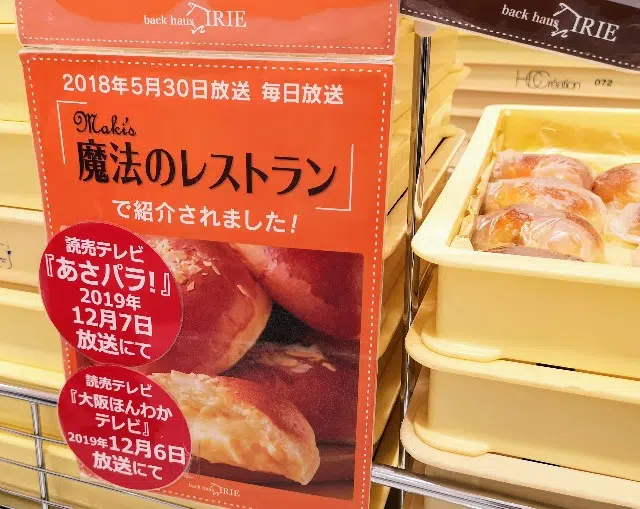 back haus IRIE
back haus IRIE
HCCréation 072
2018年5月30日放送 毎日放送
Maki's
「魔法のレストラン」
で紹介されました!
読売テレビ
『あさパラ!』
2019年
12月7日
放送にて
読売テレビ
『大阪ほんわか
テレビ』
2019年12月6日
放送にて
back haus IRIE